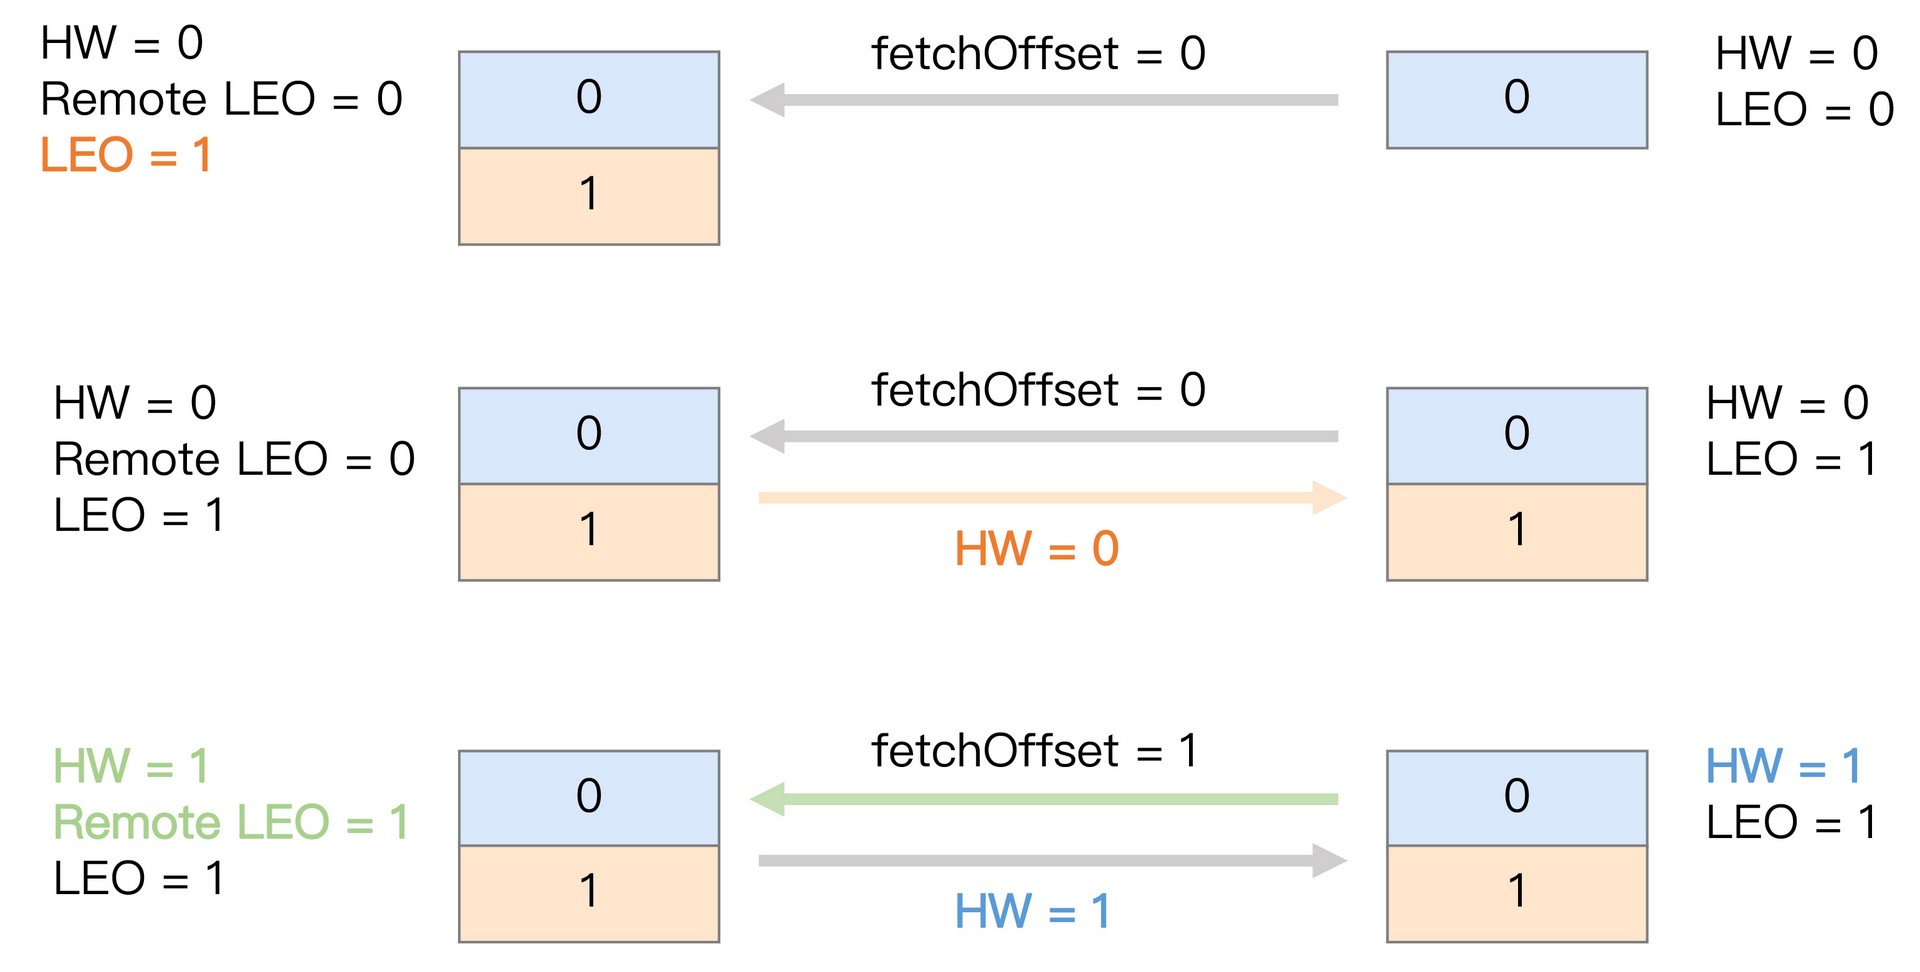 HW = 0
Remote LEO = 0
LEO = 1
0
1
fetchOffset = 0
0
HW = 0
LEO = 0
HW = 0
Remote LEO = 0
LEO = 1
0
1
fetchOffset = 0
HW = 0
0
1
HW = 0
LEO = 1
HW = 1
Remote LEO = 1
LEO = 1
0
1
fetchOffset = 1
HW = 1
0
1
HW = 1
LEO = 1